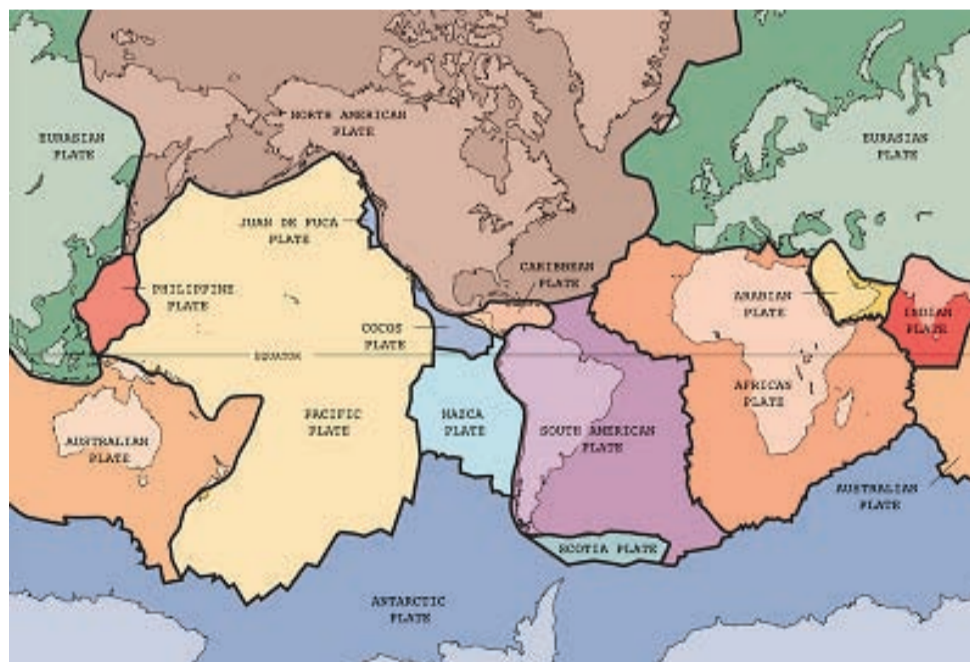 NORTH AMERICAN
PLATE
EURASIAN
PLATE
EURASIAN
PLATE
JUAN DE FUCA
PLATE
CARIBBEAN
PLATE
PHILIPPINE
PLATE
ARABIAN
PLATE
INDIAN
PLATE
COCOS
PLATE
EQUATOR
AFRICAN
PLATE
PACIFIC
PLATE
NAZCA
PLATE
SOUTH AMERICAN
PLATE
AUSTRALIAN
PLATE
AUSTRALIAN
PLATE
SCOTIA PLATE
ANTARCTIC
PLATE